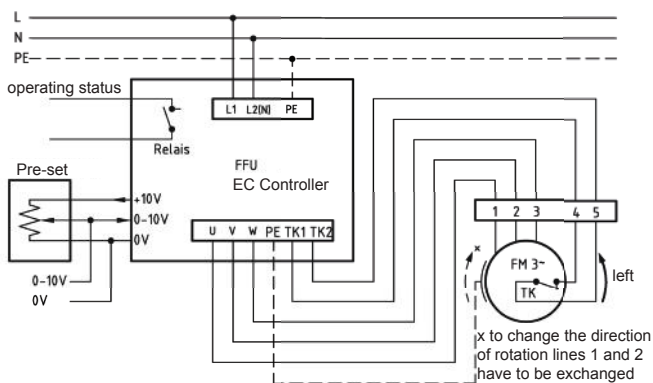 L
N
PE
operating status
L1 L2(N) PE
Relais
FFU
EC Controller
Pre-set
+10V
0-10V
0V
U V W PE TK1 TK2
0-10V
0V
1 2 3 4 5
x
FM 3~
TK
left
x to change the direction
of rotation lines 1 and 2
have to be exchanged